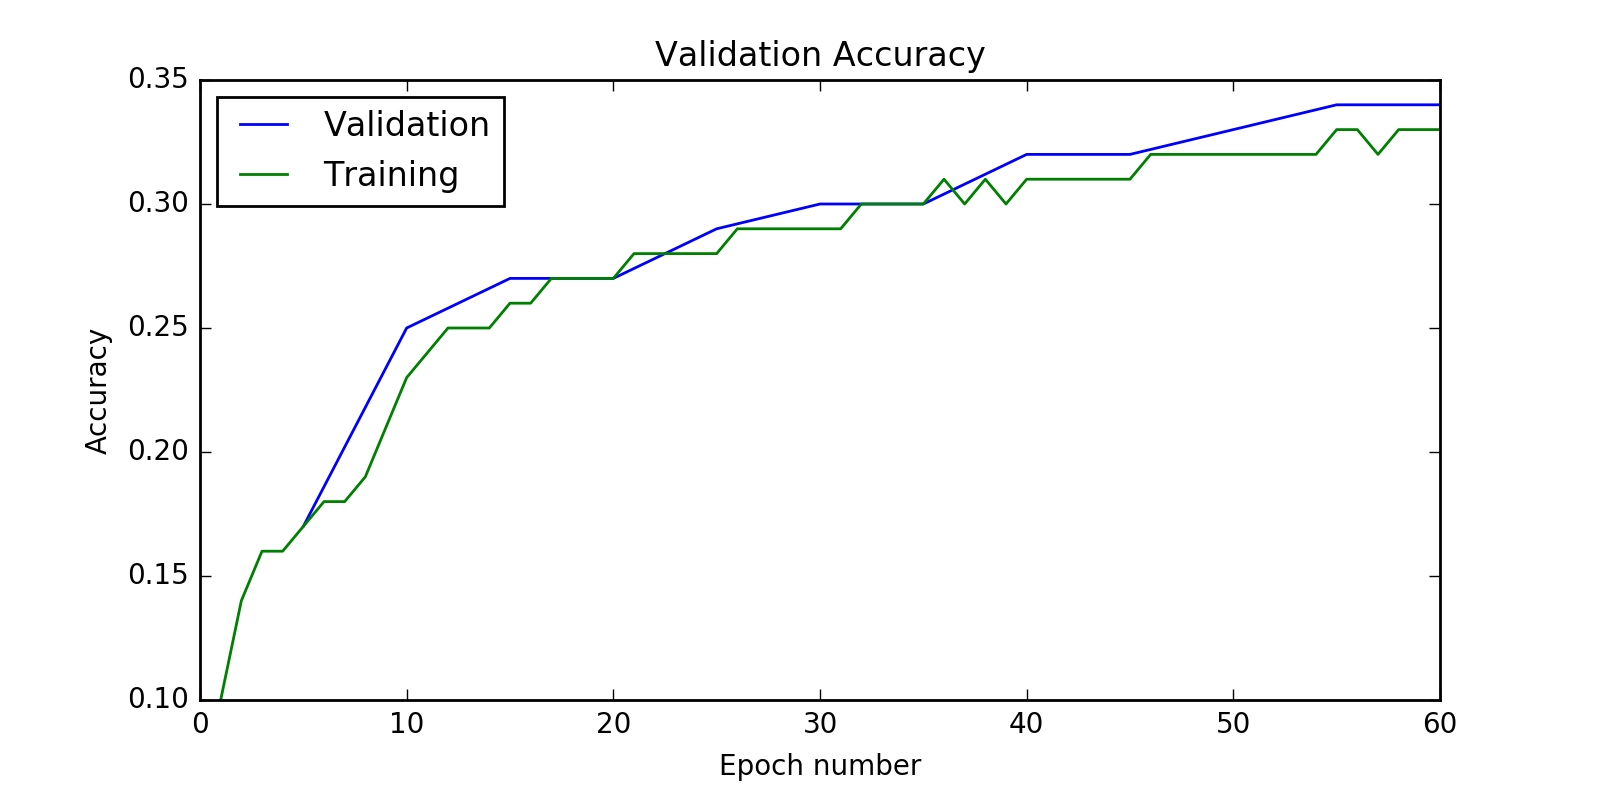 Validation Accuracy
0.35
Validation
Training
0.30
0.25
0.20
0.15
0.10
Accuracy
0 10 20 30 40 50 60
Epoch number